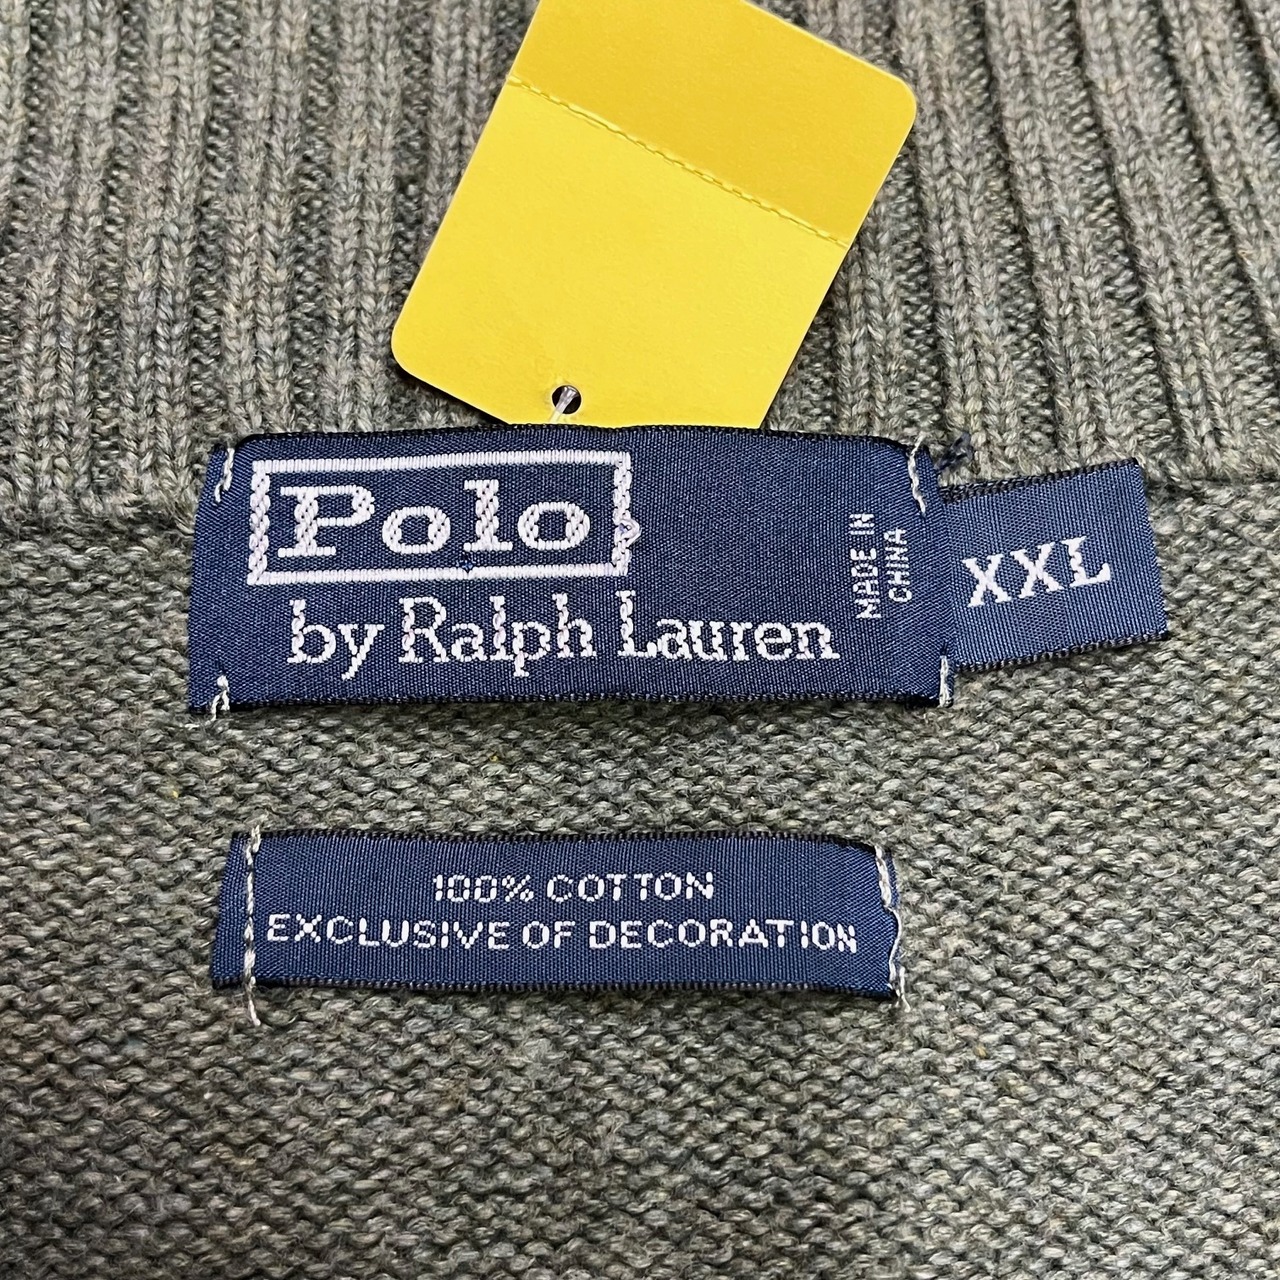 Polo
by Ralph Lauren
MADE IN
CHINA
XXL
100% COTTON
EXCLUSIVE OF DECORATION